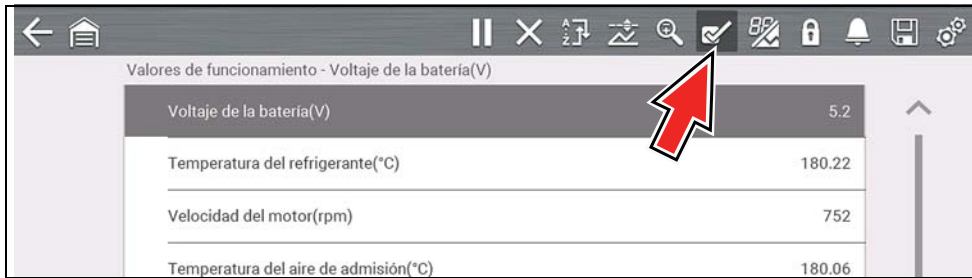 Valores de funcionamiento - Voltaje de la batería(V)
Voltaje de la batería(V) 5.2
Temperatura del refrigerante(°C) 180.22
Velocidad del motor(rpm) 752
Temperatura del aire de admisión(°C) 180.06